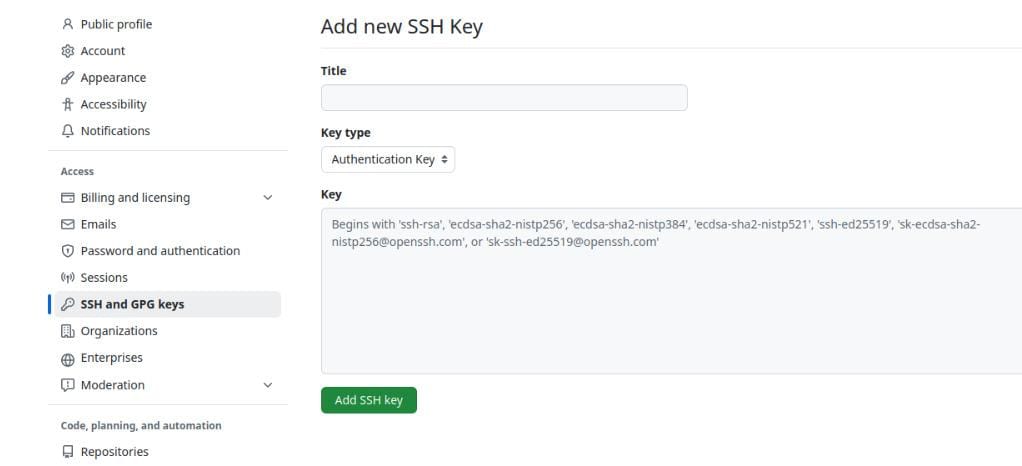 Public profile
Account
Appearance
Accessibility
Notifications
Access
Billing and licensing
Emails
Password and authentication
Sessions
SSH and GPG keys
Organizations
Enterprises
Moderation
Code, planning, and automation
Repositories
Add new SSH Key
Title
Key type
Authentication Key
Key
Begins with 'ssh-rsa', 'ecdsa-sha2-nistp256', 'ecdsa-sha2-nistp384', 'ecdsa-sha2-nistp521', 'ssh-ed25519', 'sk-ecdsa-sha2-
nistp256@openssh.com', or 'sk-ssh-ed25519@openssh.com'
Add SSH key